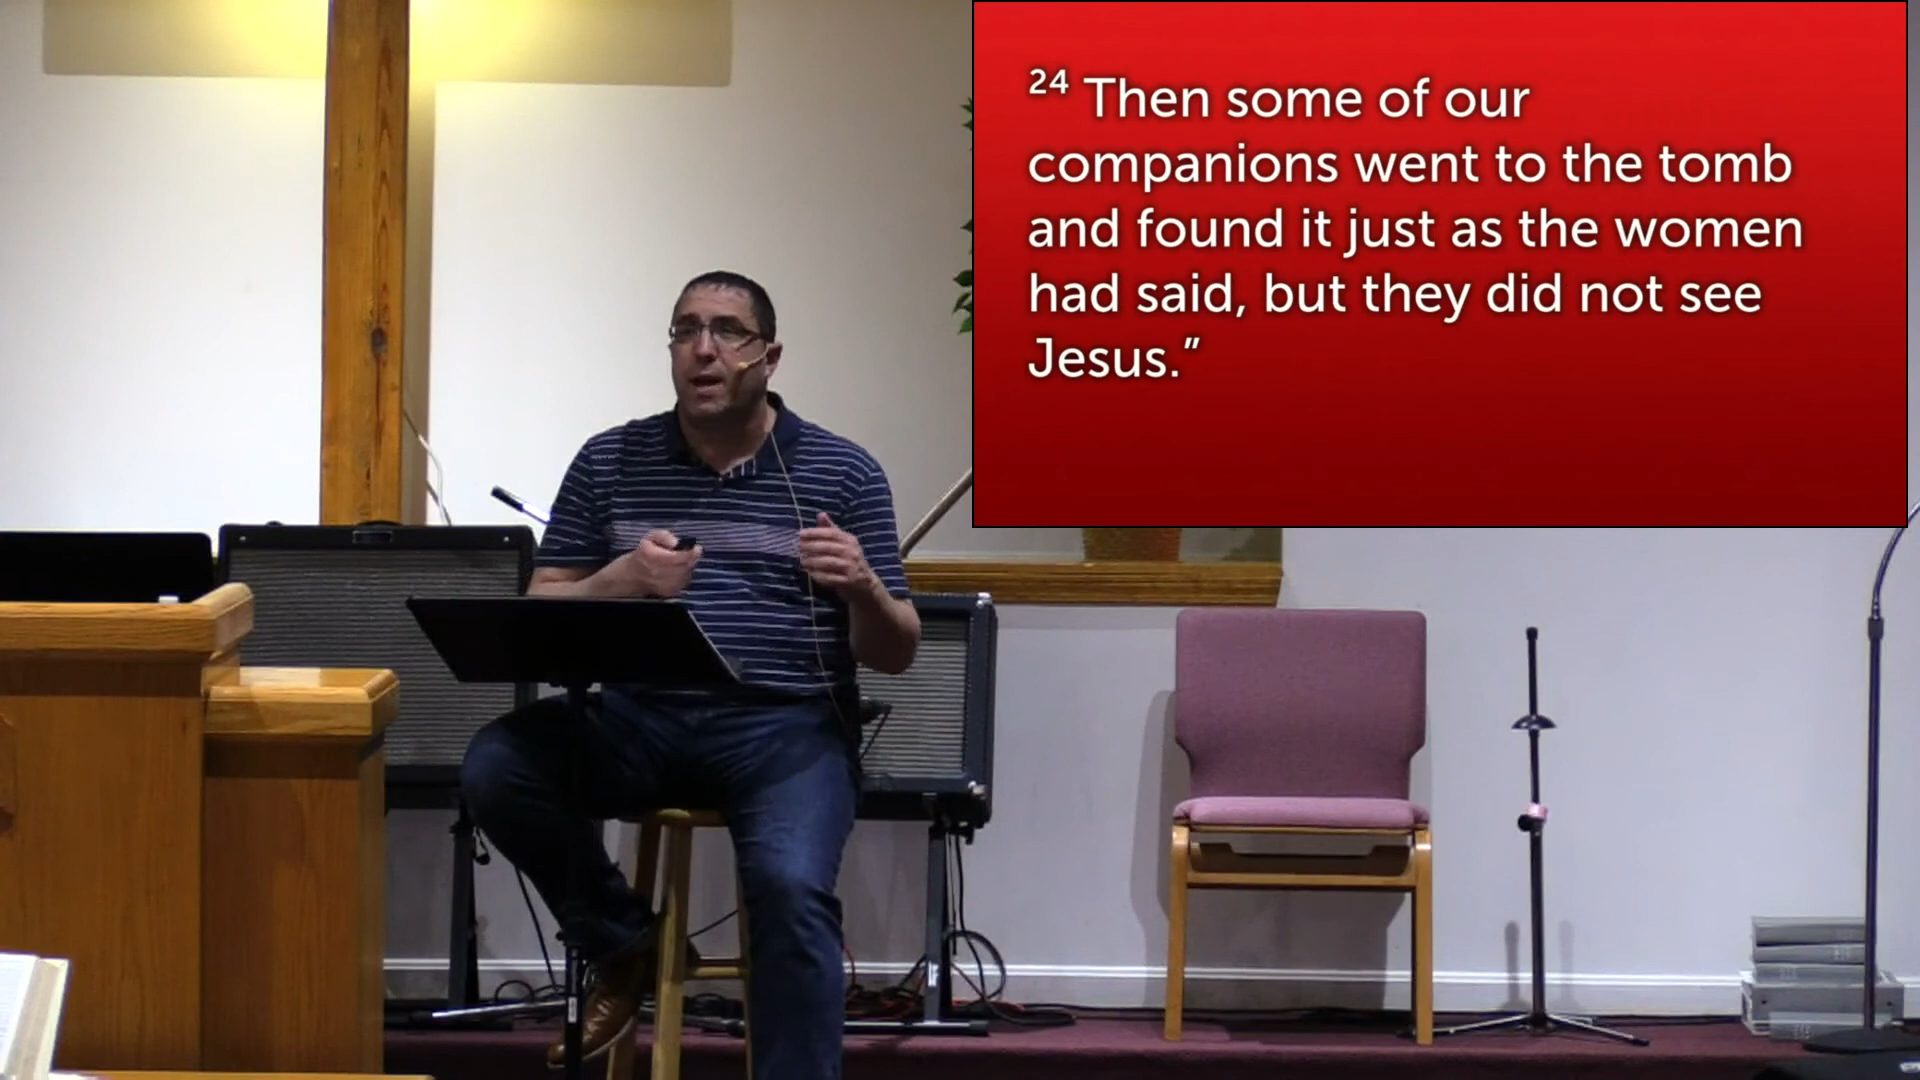 24 Then some of our
companions went to the tomb
and found it just as the women
had said, but they did not see
Jesus.”